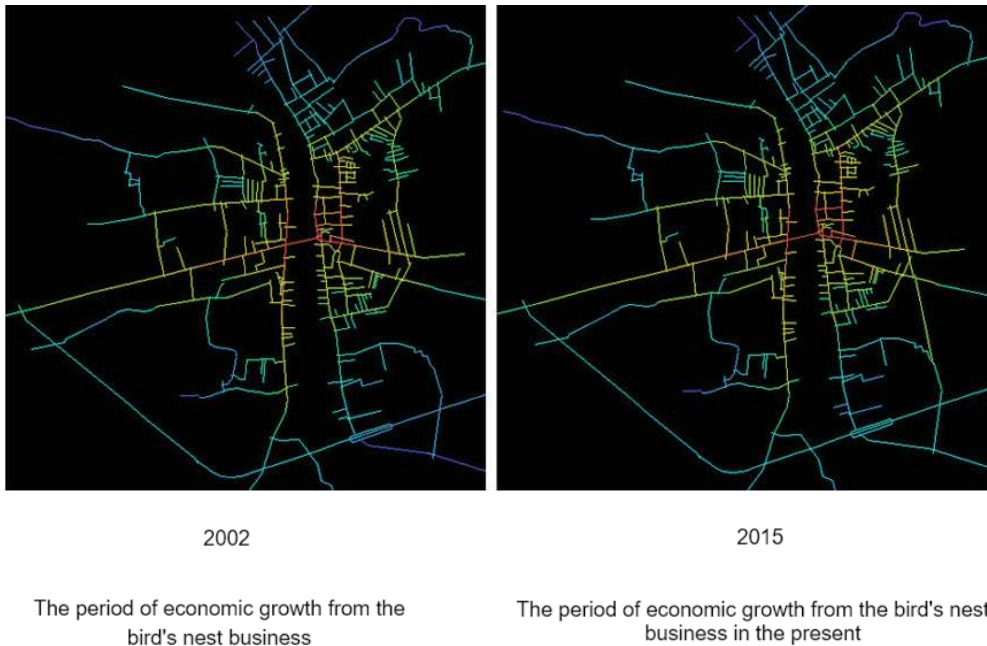 2002
2015
The period of economic growth from the
bird's nest business
The period of economic growth from the bird's nest
business in the present